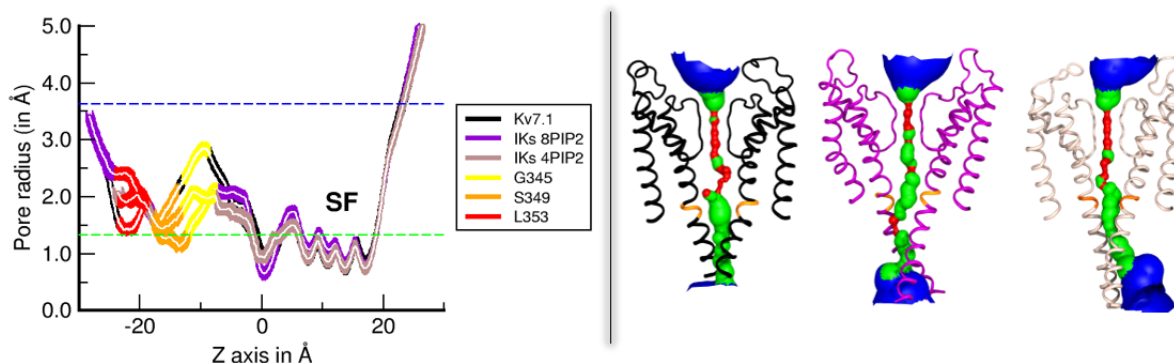 5.0
4.0
3.0
2.0
1.0
0.0
Pore radius (in Å)
-20
0
20
Z axis in Å
SF
Kv7.1
IKs 8PIP2
IKs 4PIP2
G345
S349
L353